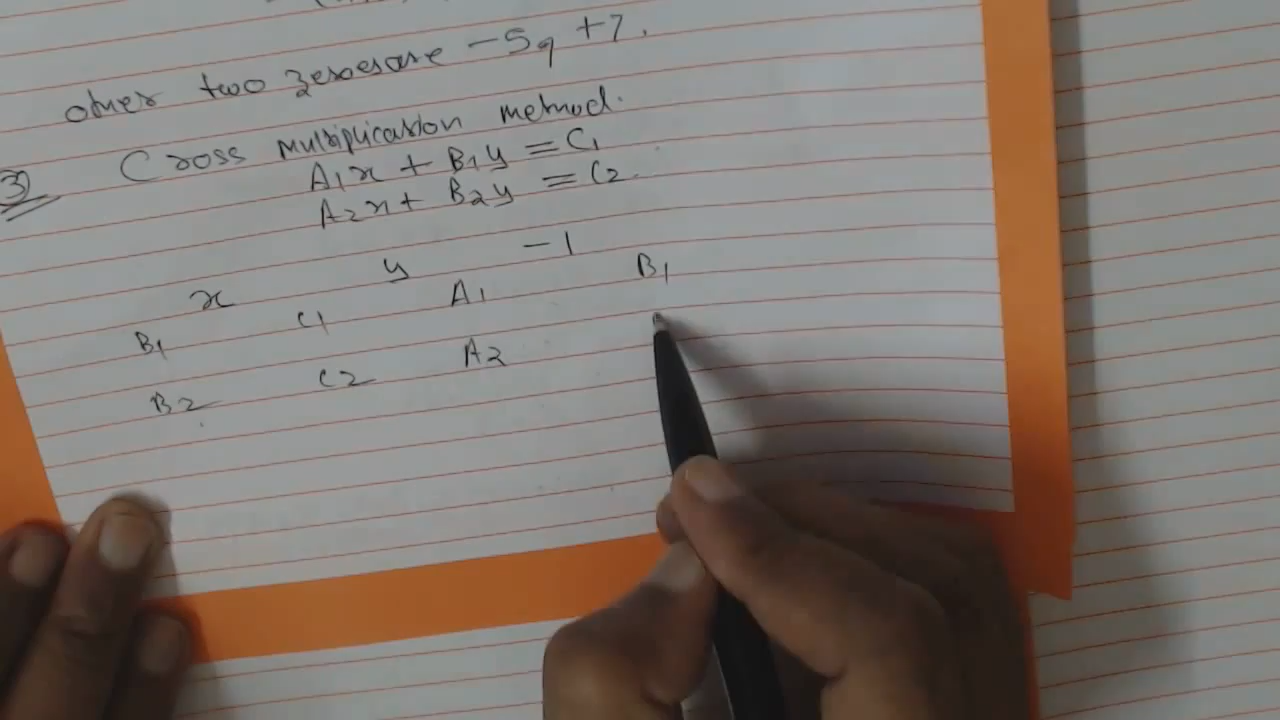 other two zeroes are -5, +7.
3) Cross multiplication method.
A1x + B1y = C1
A2x + B2y = C2.
x y -1
B1 C1 A1 B1
B2 C2 A2